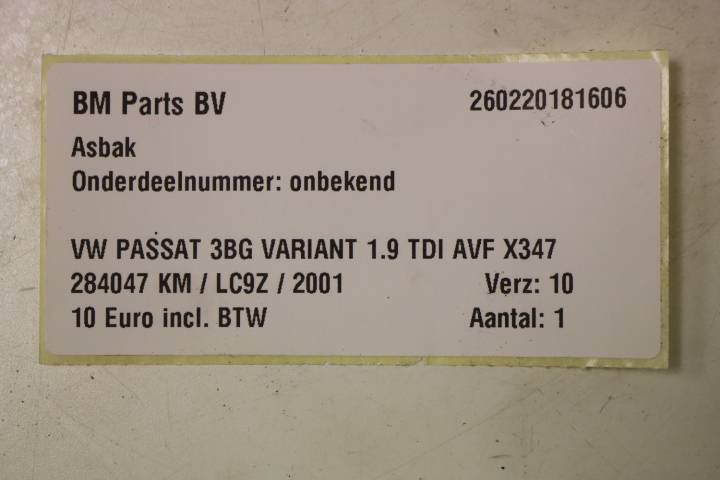 BM Parts BV 260220181606
Asbak
Onderdeelnummer: onbekend
VW PASSAT 3BG VARIANT 1.9 TDI AVF X347
284047 KM / LC9Z / 2001 Verz: 10
10 Euro incl. BTW Aantal: 1